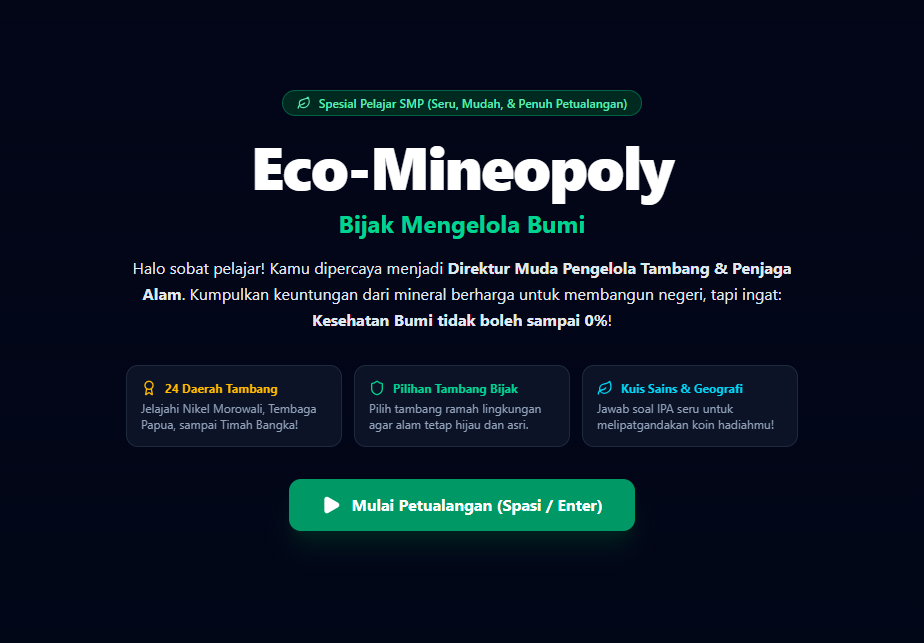 Spesial Pelajar SMP (Seru, Mudah, & Penuh Petualangan)
Eco-Mineopoly
Bijak Mengelola Bumi
Halo sobat pelajar! Kamu dipercaya menjadi Direktur Muda Pengelola Tambang & Penjaga
Alam. Kumpulkan keuntungan dari mineral berharga untuk membangun negeri, tapi ingat:
Kesehatan Bumi tidak boleh sampai 0%!
24 Daerah Tambang
Jelajahi Nikel Morowali, Tembaga
Papua, sampai Timah Bangka!
Pilihan Tambang Bijak
Pilih tambang ramah lingkungan
agar alam tetap hijau dan asri.
Kuis Sains & Geografi
Jawab soal IPA seru untuk
melipatgandakan koin hadiahmu!
Mulai Petualangan (Spasi / Enter)